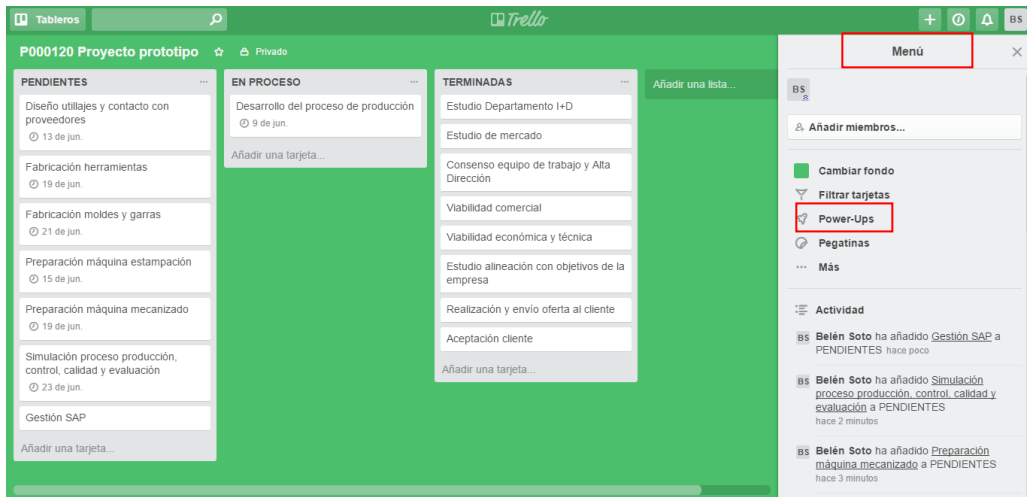 Tableros
Trello
BS
P000120 Proyecto prototipo
Privado
PENDIENTES
Diseño utillajes y contacto con
proveedores
13 de jun.
Fabricación herramientas
19 de jun.
Fabricación moldes y garras
21 de jun.
Preparación máquina estampación
15 de jun.
Preparación máquina mecanizado
19 de jun.
Simulación proceso producción,
control, calidad y evaluación
23 de jun.
Gestión SAP
Añadir una tarjeta...
EN PROCESO
Desarrollo del proceso de producción
9 de jun.
Añadir una tarjeta...
TERMINADAS
Estudio Departamento I+D
Estudio de mercado
Consenso equipo de trabajo y Alta
Dirección
Viabilidad comercial
Viabilidad económica y técnica
Estudio alineación con objetivos de la
empresa
Realización y envío oferta al cliente
Aceptación cliente
Añadir una tarjeta...
Añadir una lista...
Menú
BS
Añadir miembros...
Cambiar fondo
Filtrar tarjetas
Power-Ups
Pegatinas
Más
Actividad
BS Belén Soto ha añadido Gestión SAP a
PENDIENTES hace poco
BS Belén Soto ha añadido Simulación
proceso producción, control, calidad y
evaluación a PENDIENTES
hace 2 minutos
BS Belén Soto ha añadido Preparación
máquina mecanizado a PENDIENTES
hace 3 minutos